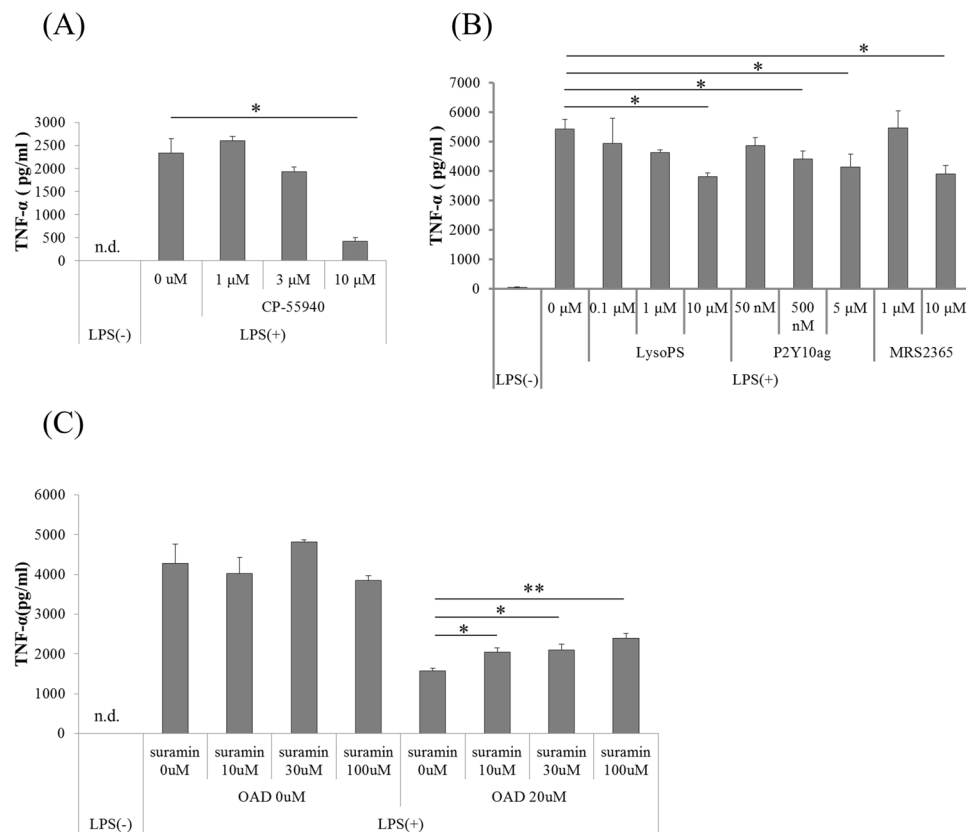 (A)
TNF-α ( pg/ml )
3000
2500
2000
1500
1000
500
0
n.d.
*
0 uM
1 μM
3 μM
10 μM
CP-55940
LPS(-)
LPS(+)
(B)
TNF-α ( pg/ml )
7000
6000
5000
4000
3000
2000
1000
0
*
*
*
*
0 μM
0.1 μM
1 μM
10 μM
50 nM
500 nM
5 μM
1 μM
10 μM
LysoPS
P2Y10ag
MRS2365
LPS(-)
LPS(+)
(C)
TNF-α(pg/ml)
6000
5000
4000
3000
2000
1000
0
n.d.
**
*
*
suramin 0uM
suramin 10uM
suramin 30uM
suramin 100uM
suramin 0uM
suramin 10uM
suramin 30uM
suramin 100uM
OAD 0uM
OAD 20uM
LPS(-)
LPS(+)